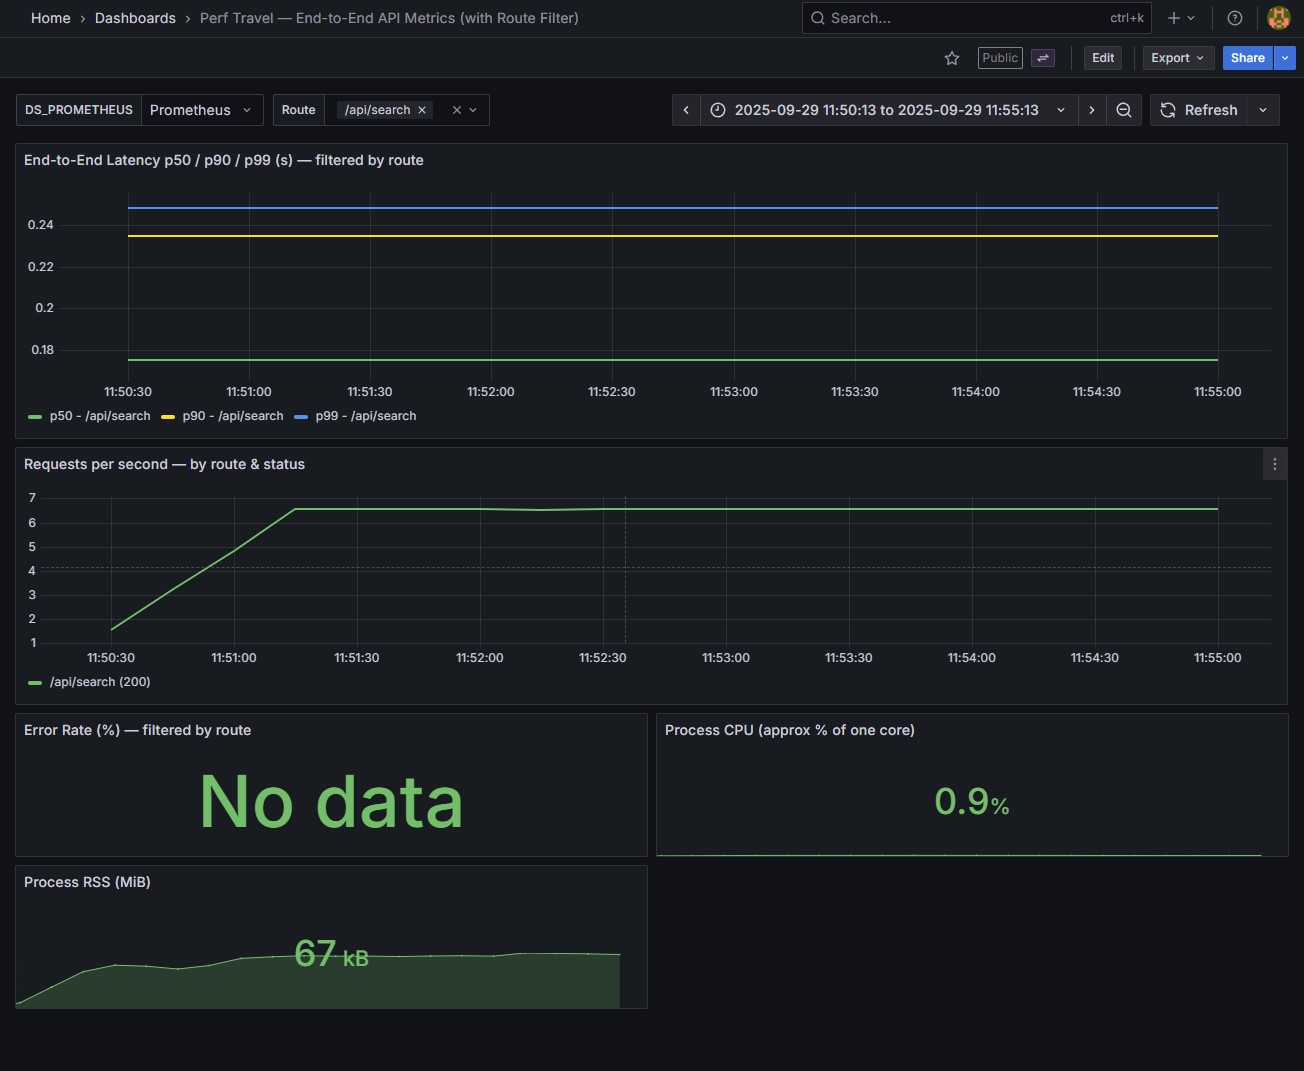 Home › Dashboards › Perf Travel — End-to-End API Metrics (with Route Filter)
Search... ctrl+k
Public Edit Export Share
DS_PROMETHEUS Prometheus Route /api/search 2025-09-29 11:50:13 to 2025-09-29 11:55:13 Refresh
End-to-End Latency p50 / p90 / p99 (s) — filtered by route
0.24
0.22
0.2
0.18
11:50:30 11:51:00 11:51:30 11:52:00 11:52:30 11:53:00 11:53:30 11:54:00 11:54:30 11:55:00
p50 - /api/search p90 - /api/search p99 - /api/search
Requests per second — by route & status
7
6
5
4
3
2
1
11:50:30 11:51:00 11:51:30 11:52:00 11:52:30 11:53:00 11:53:30 11:54:00 11:54:30 11:55:00
/api/search (200)
Error Rate (%) — filtered by route
No data
Process CPU (approx % of one core)
0.9%
Process RSS (MiB)
67 kB